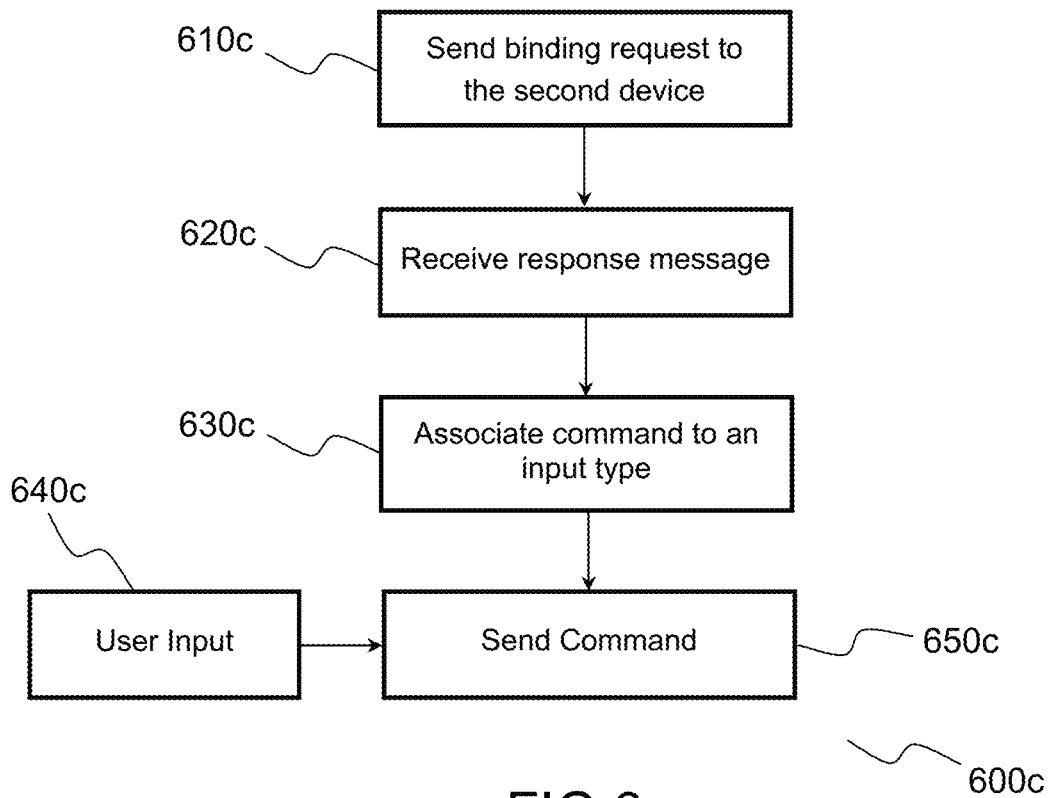 610c
Send binding request to
the second device
620c
Receive response message
630c
Associate command to an
input type
640c
User Input
Send Command
650c
600c